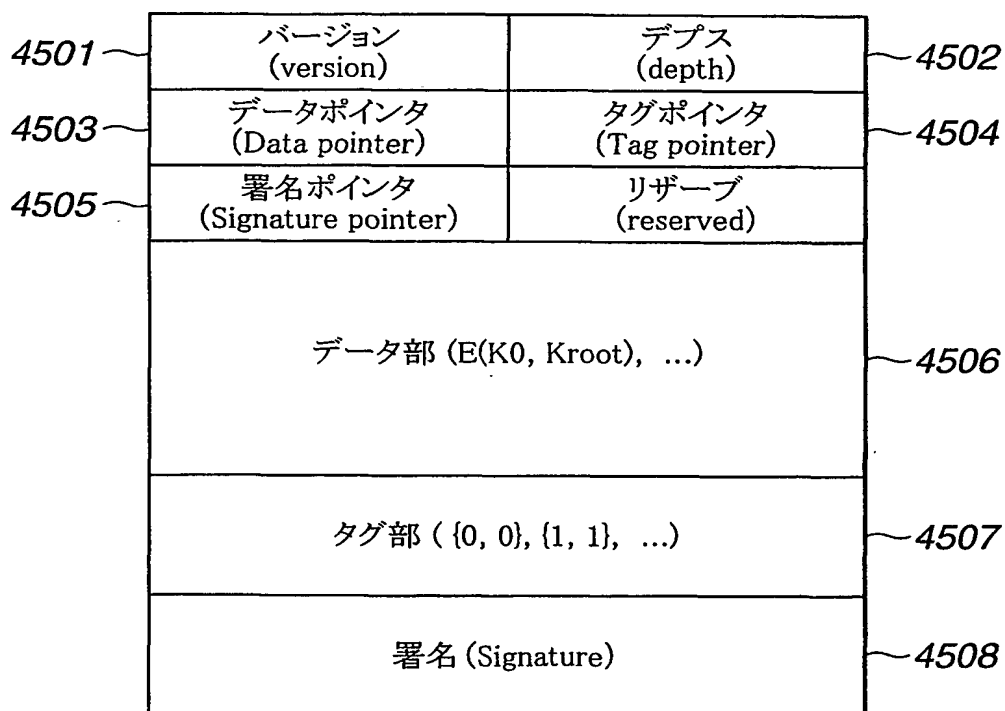 4501
バージョン
(version)
デプス
(depth)
4502
4503
データポインタ
(Data pointer)
タグポインタ
(Tag pointer)
4504
4505
署名ポインタ
(Signature pointer)
リザーブ
(reserved)
データ部 (E(K0, Kroot), ...)
4506
タグ部 ( {0, 0}, {1, 1}, ...)
4507
署名 (Signature)
4508